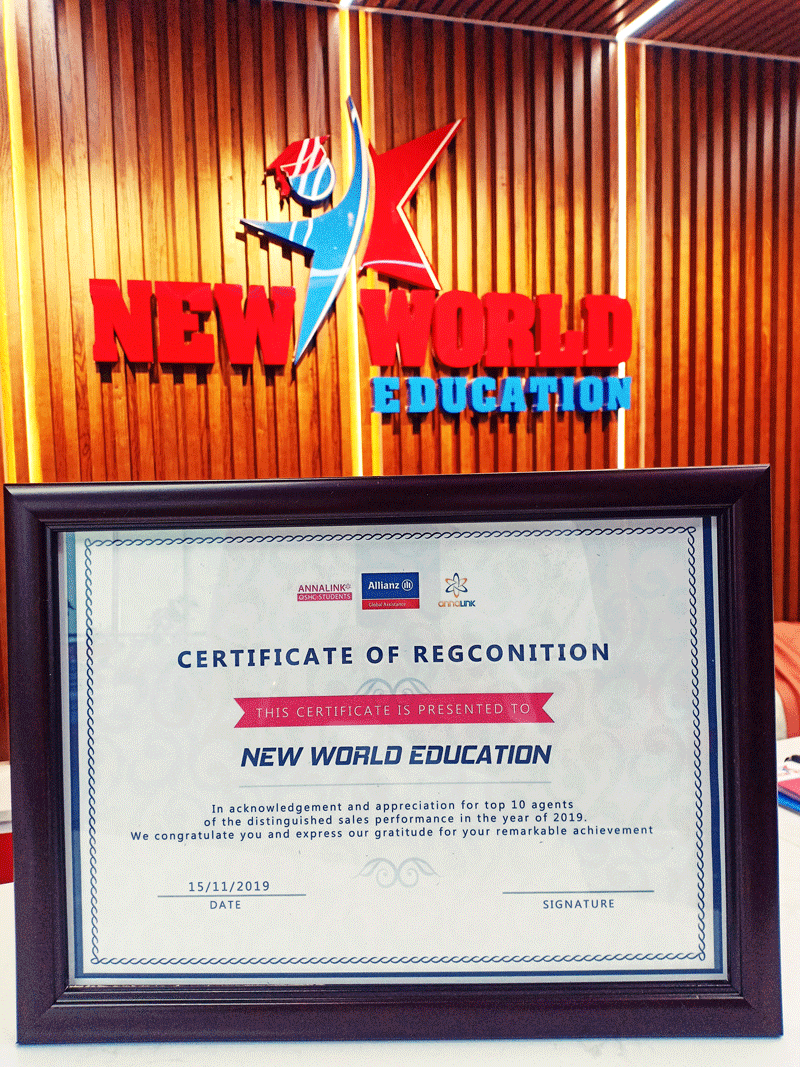 NEW WORLD
EDUCATION
ANNALINK
OSHC-STUDENTS
Allianz
Global Assistance
annaLINK
CERTIFICATE OF REGCONITION
THIS CERTIFICATE IS PRESENTED TO
NEW WORLD EDUCATION
In acknowledgement and appreciation for top 10 agents
of the distinguished sales performance in the year of 2019.
We congratulate you and express our gratitude for your remarkable achievement
15/11/2019
DATE
SIGNATURE